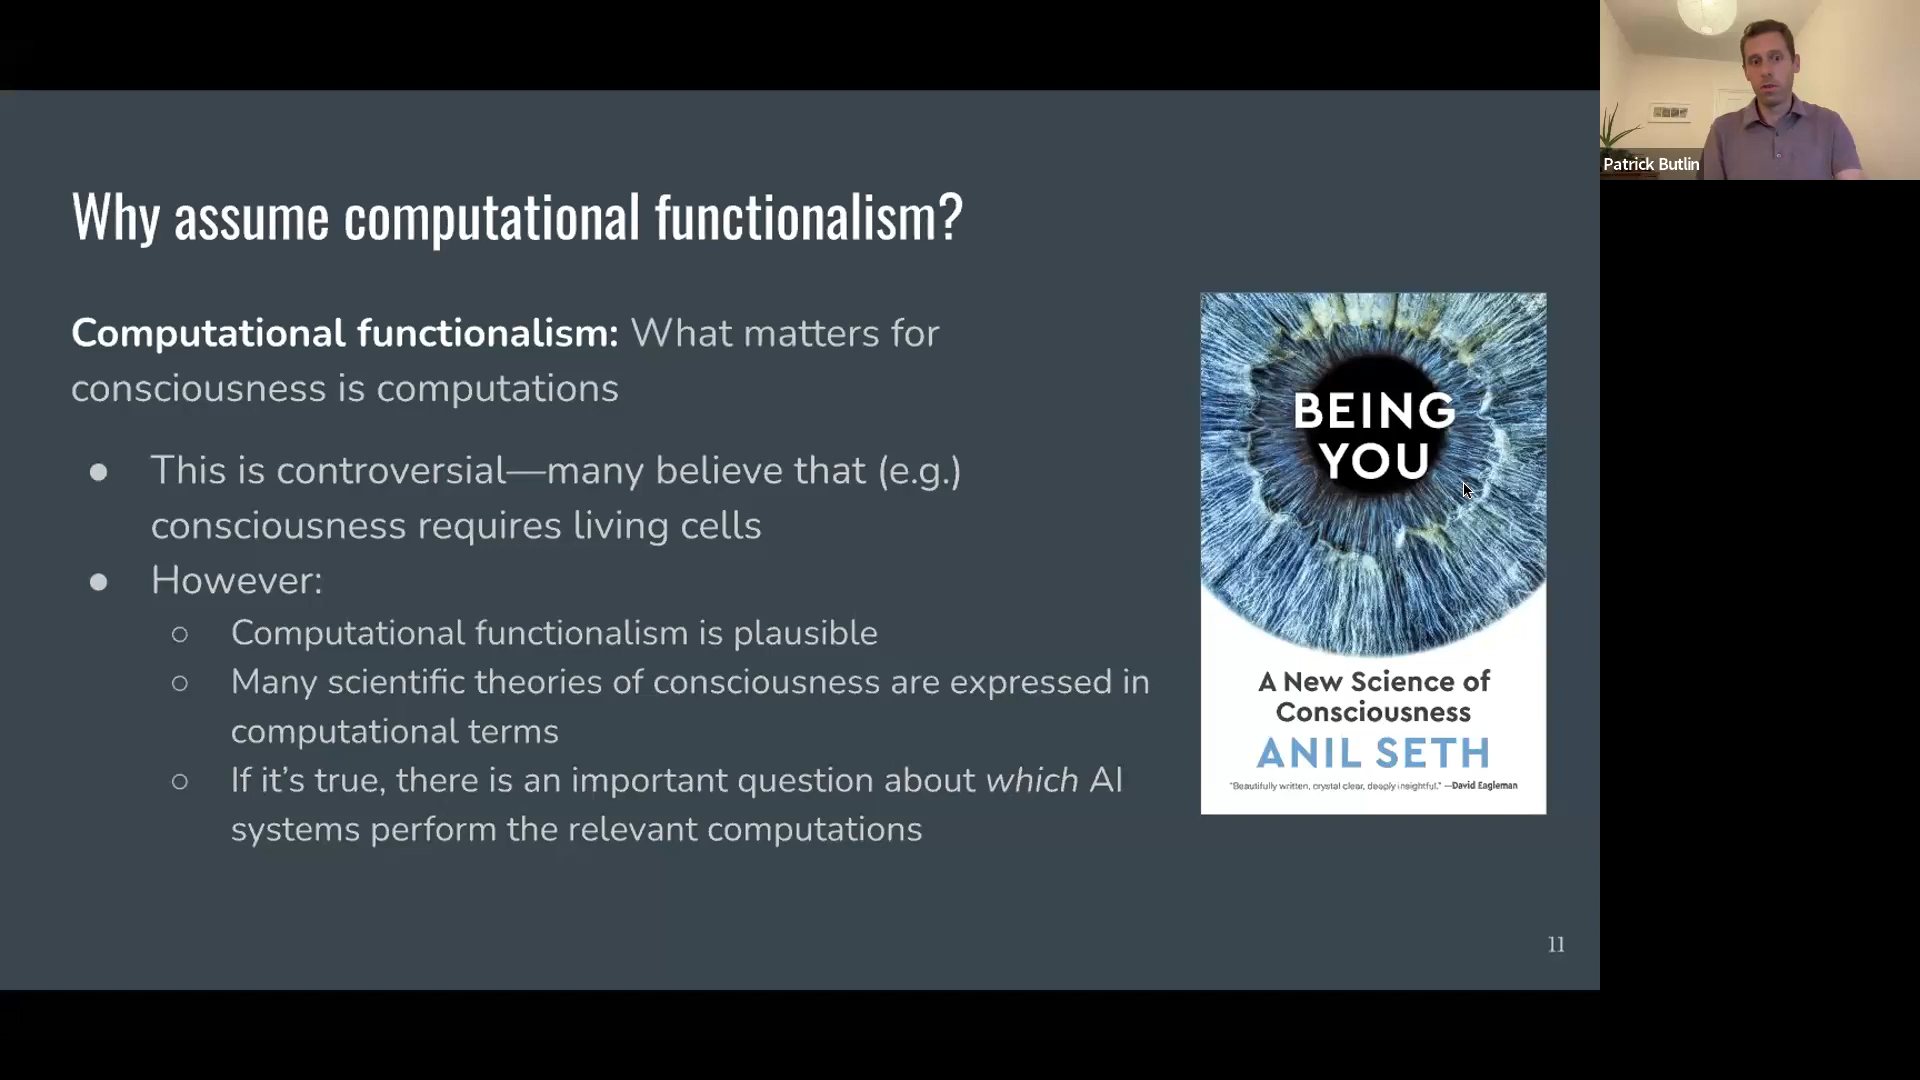 Why assume computational functionalism?
Computational functionalism: What matters for
consciousness is computations
● This is controversial—many believe that (e.g.)
consciousness requires living cells
● However:
○ Computational functionalism is plausible
○ Many scientific theories of consciousness are expressed in
computational terms
○ If it’s true, there is an important question about which AI
systems perform the relevant computations
BEING
YOU
A New Science of
Consciousness
ANIL SETH
"Beautifully written, crystal clear, deeply insightful." —David Eagleman
11
Patrick Butlin